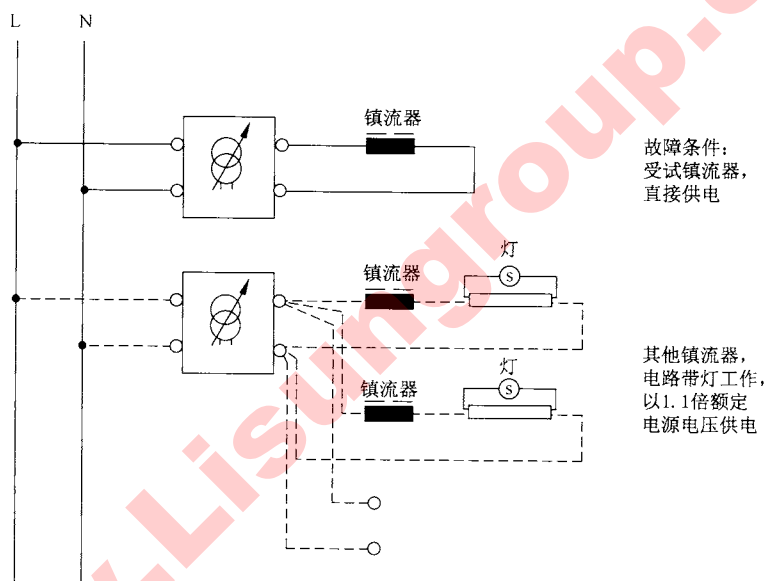 L N
镇流器
故障条件:
受试镇流器,
直接供电
灯
S
镇流器
灯
S
镇流器
其他镇流器,
电路带灯工作,
以1.1倍额定
电源电压供电
.Lisungroup.c